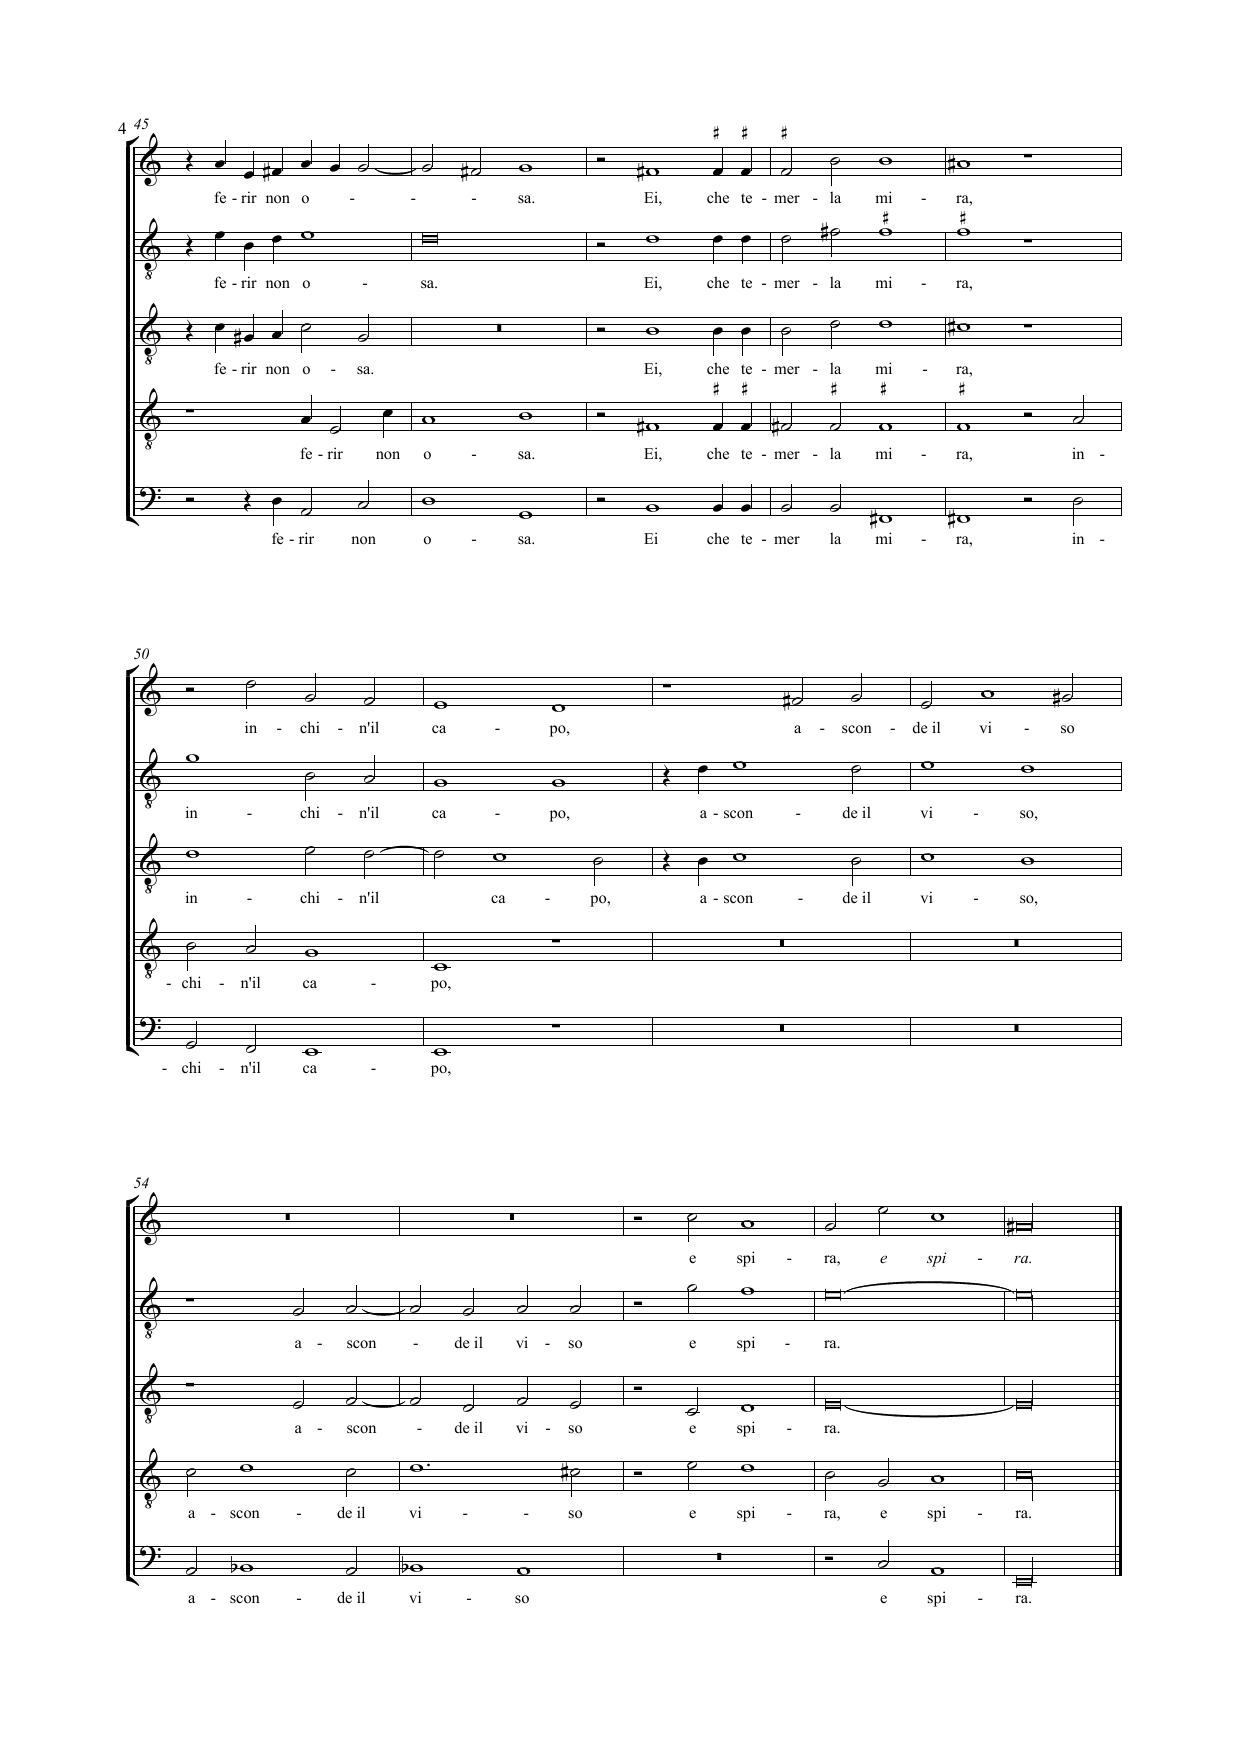 4 45
fe - rir non o - - - sa. Ei, che te - mer - la mi - ra,
fe - rir non o - sa. Ei, che te - mer - la mi - ra,
fe - rir non o - sa. Ei, che te - mer - la mi - ra,
fe - rir non o - sa. Ei, che te - mer - la mi - ra, in -
fe - rir non o - sa. Ei che te - mer la mi - ra, in -
50
in - chi - n'il ca - po, a - scon - de il vi - so
in - chi - n'il ca - po, a - scon - de il vi - so,
in - chi - n'il ca - po, a - scon - de il vi - so,
- chi - n'il ca - po,
- chi - n'il ca - po,
54
e spi - ra, e spi - ra.
a - scon - de il vi - so e spi - ra.
a - scon - de il vi - so e spi - ra.
a - scon - de il vi - - so e spi - ra, e spi - ra.
a - scon - de il vi - so e spi - ra.